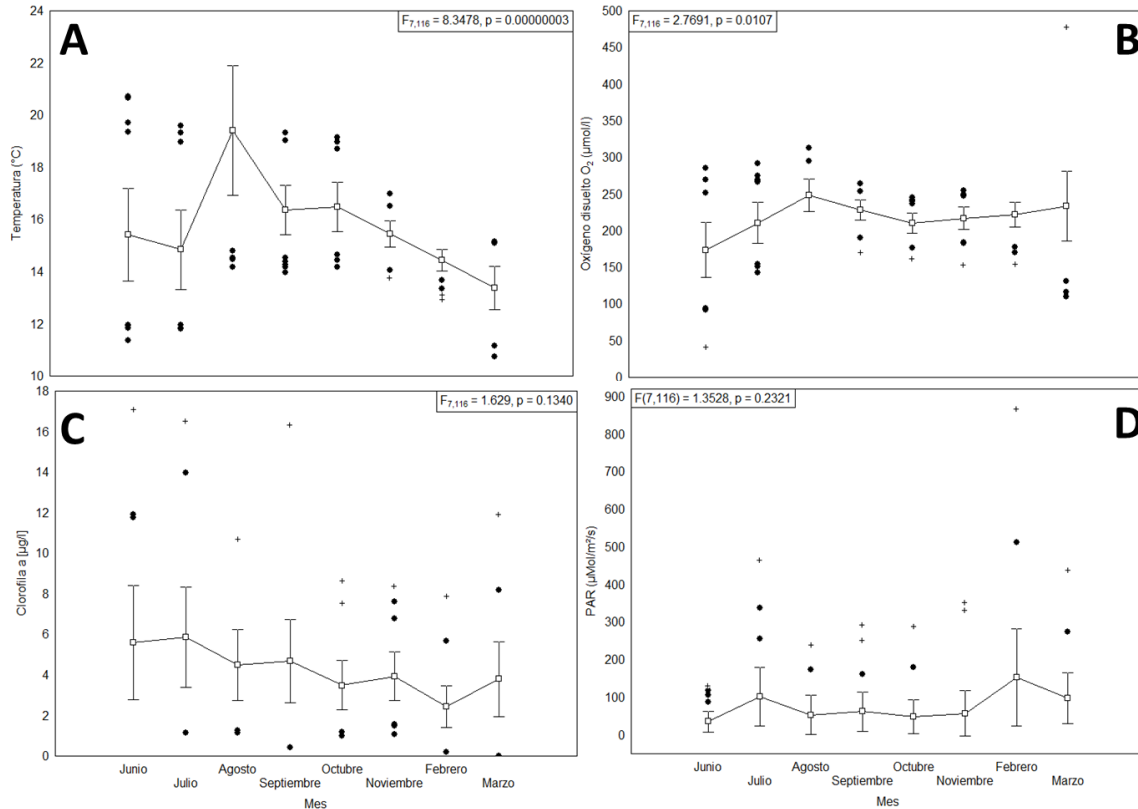 A
F7,116 = 8.3478, p = 0.00000003
Temperatura (°C)
24
22
20
18
16
14
12
10
B
F7,116 = 2.7691, p = 0.0107
Oxígeno disuelto O2 (µmol/l)
500
450
400
350
300
250
200
150
100
50
0
C
F7,116 = 1.629, p = 0.1340
Clorofila a [µg/l]
18
16
14
12
10
8
6
4
2
0
Junio Julio Agosto Septiembre Octubre Noviembre Febrero Marzo
Mes
D
F(7,116) = 1.3528, p = 0.2321
PAR (µMol/m²/s)
900
800
700
600
500
400
300
200
100
0
Junio Julio Agosto Septiembre Octubre Noviembre Febrero Marzo
Mes